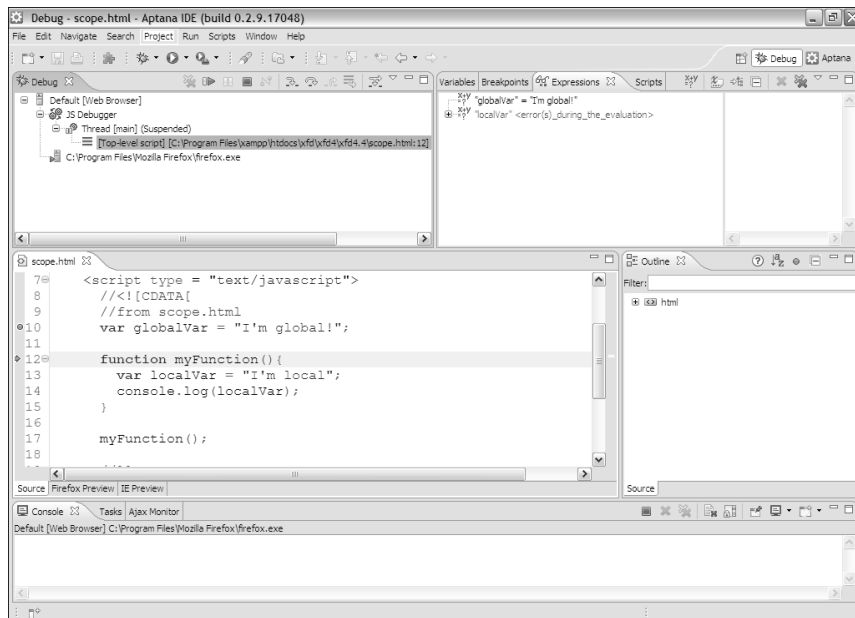 Debug - scope.html - Aptana IDE (build 0.2.9.17048)
File Edit Navigate Search Project Run Scripts Window Help
Debug Aptana
Debug
Default [Web Browser]
JS Debugger
Thread [main] (Suspended)
[Top-level script] [C:\Program Files\xampp\htdocs\xfd\xfd4\xfd4.4\scope.html:12]
C:\Program Files\Mozilla Firefox\firefox.exe
Variables Breakpoints Expressions Scripts
"globalVar" = "I'm global!"
"localVar" <error(s)_during_the_evaluation>
scope.html
7 <script type = "text/javascript">
8 //<![CDATA[
9 //from scope.html
10 var globalVar = "I'm global!";
11
12 function myFunction(){
13 var localVar = "I'm local";
14 console.log(localVar);
15 }
16
17 myFunction();
18
Source Firefox Preview IE Preview
Outline
Filter:
html
Source
Console Tasks Ajax Monitor
Default [Web Browser] C:\Program Files\Mozilla Firefox\firefox.exe